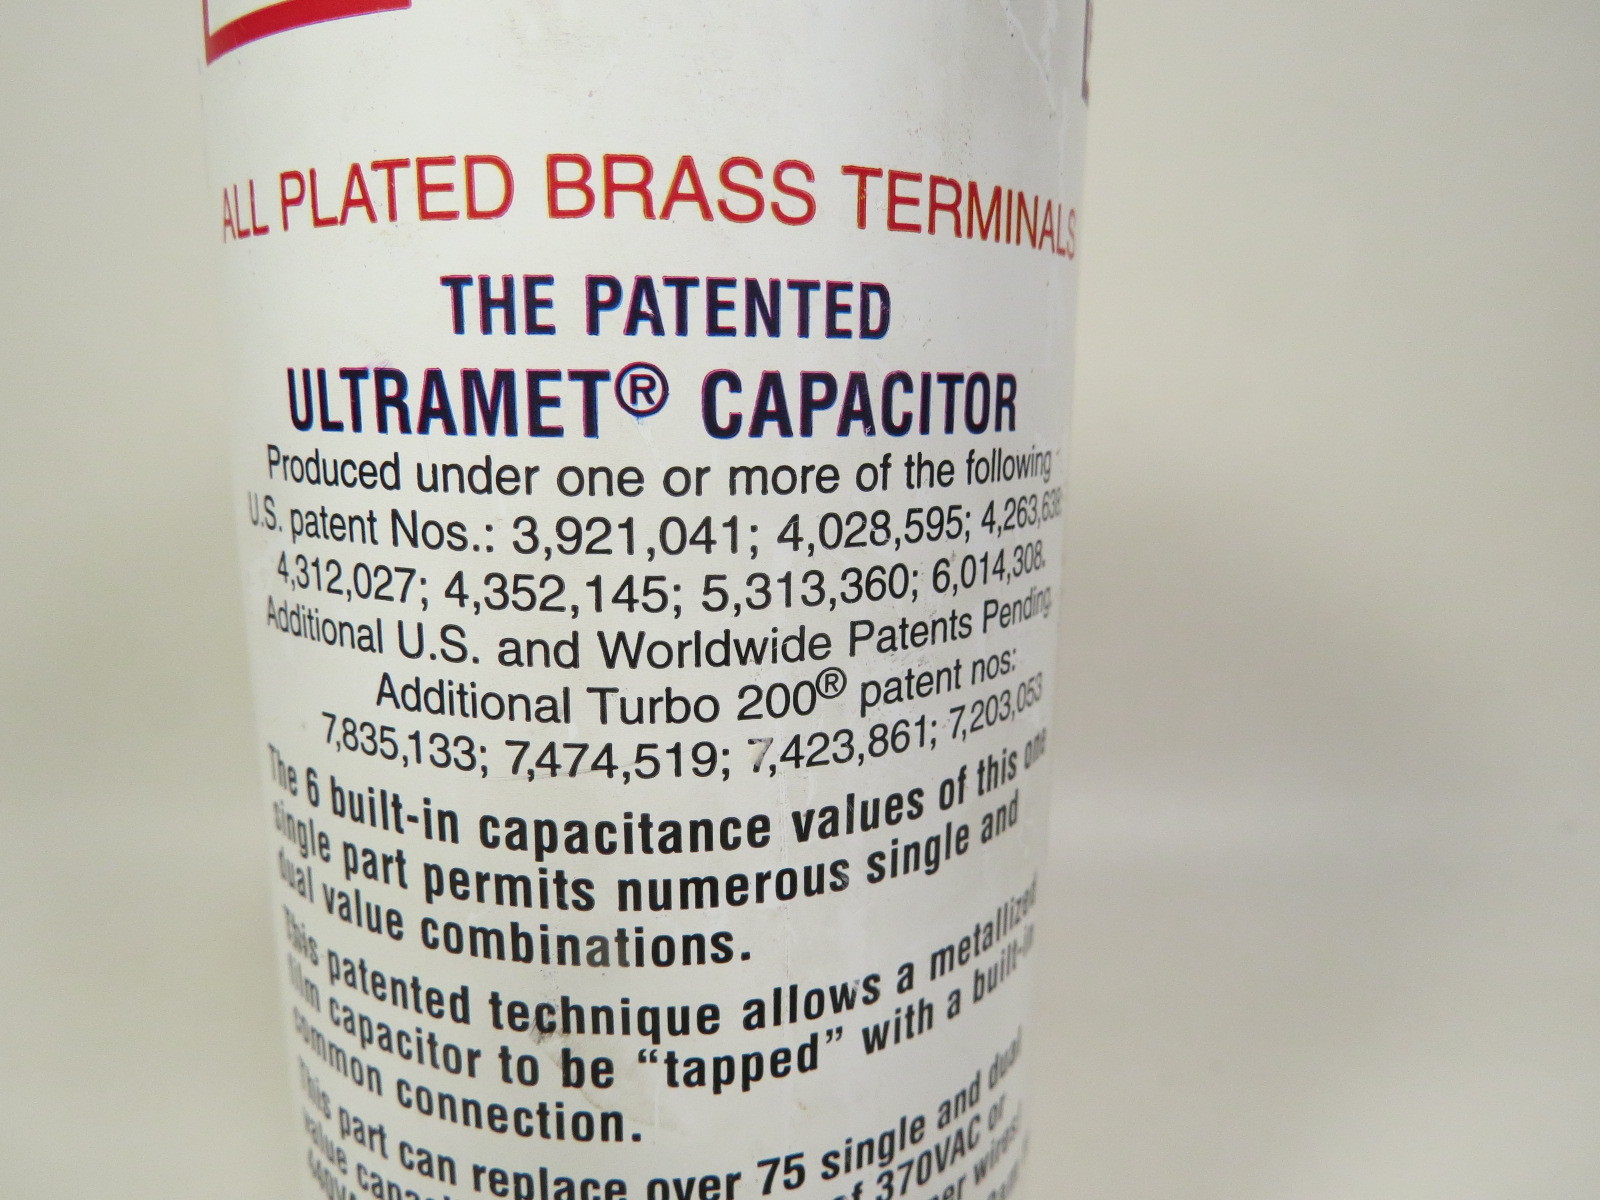 ALL PLATED BRASS TERMINALS
THE PATENTED
ULTRAMET® CAPACITOR
Produced under one or more of the following
U.S. patent Nos.: 3,921,041; 4,028,595; 4,263,638;
4,312,027; 4,352,145; 5,313,360; 6,014,308.
Additional U.S. and Worldwide Patents Pending.
Additional Turbo 200® patent nos:
7,835,133; 7,474,519; 7,423,861; 7,203,053
The 6 built-in capacitance values of this one
single part permits numerous single and
dual value combinations.
This patented technique allows a metallized
film capacitor to be “tapped” with a built-in
common connection.
This part can replace over 75 single and dual
value of 370VAC or